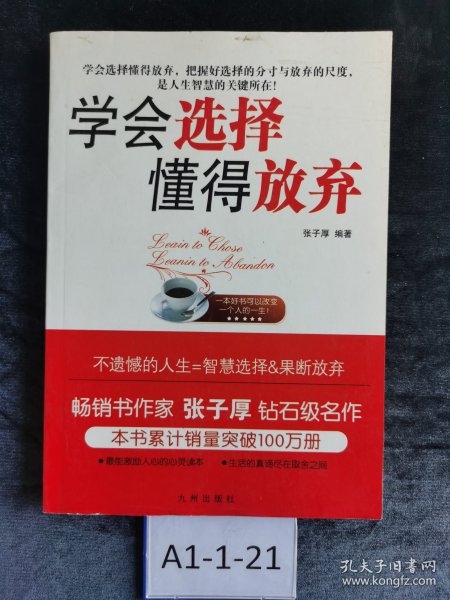 学会选择懂得放弃，把握好选择的分寸与放弃的尺度，
是人生智慧的关键所在！
学会选择
懂得放弃
张子厚 编著
Leain to Chose
Leanin to Abandon
一本好书可以改变
一个人的一生！
★★★★★
不遗憾的人生=智慧选择&果断放弃
畅销书作家 张子厚 钻石级名作
本书累计销量突破100万册
●最能激励人心的心灵读本 ●生活的真谛尽在取舍之间
九州出版社
A1-1-21
孔夫子旧书网
www.kongfz.com